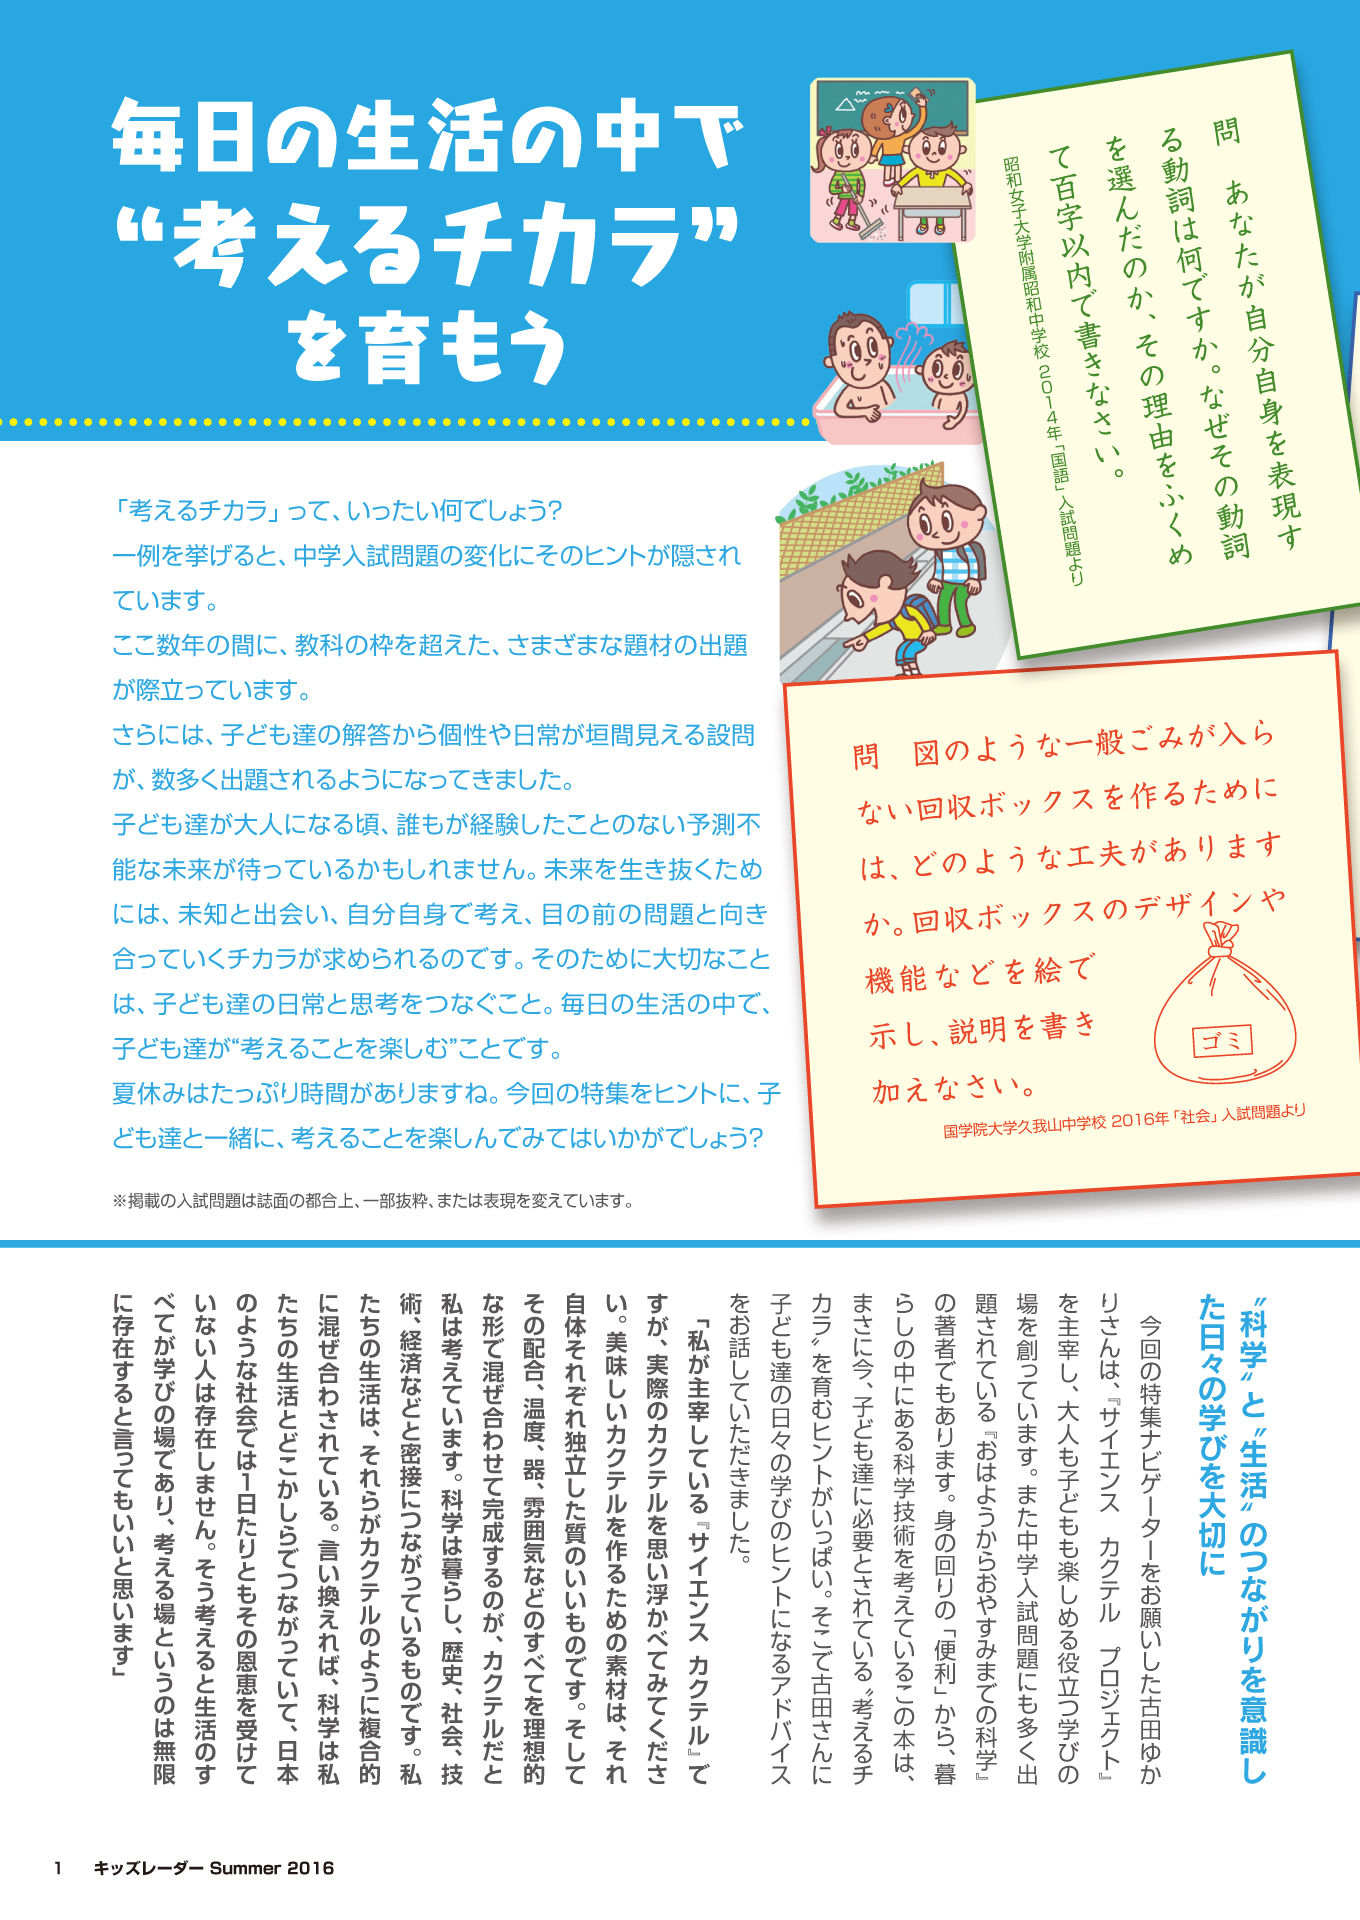 毎日の生活の中で
“考えるチカラ”
を育もう
問　あなたが自分自身を表現す
る動詞は何ですか。なぜその動詞
を選んだのか、その理由をふくめ
て百字以内で書きなさい。
昭和女子大学附属昭和中学校 2014年「国語」入試問題より
「考えるチカラ」って、いったい何でしょう？
一例を挙げると、中学入試問題の変化にそのヒントが隠され
ています。
ここ数年の間に、教科の枠を超えた、さまざまな題材の出題
が際立っています。
さらには、子ども達の解答から個性や日常が垣間見える設問
が、数多く出題されるようになってきました。
子ども達が大人になる頃、誰もが経験したことのない予測不
能な未来が待っているかもしれません。未来を生き抜くため
には、未知と出会い、自分自身で考え、目の前の問題と向き
合っていくチカラが求められるのです。そのために大切なこと
は、子ども達の日常と思考をつなぐこと。毎日の生活の中で、
子ども達が“考えることを楽しむ”ことです。
夏休みはたっぷり時間がありますね。今回の特集をヒントに、子
ども達と一緒に、考えることを楽しんでみてはいかがでしょう？
※掲載の入試問題は誌面の都合上、一部抜粋、または表現を変えています。
問　図のような一般ごみが入ら
ない回収ボックスを作るために
は、どのような工夫があります
か。回収ボックスのデザインや
機能などを絵で
示し、説明を書き
加えなさい。
ゴミ
国学院大学久我山中学校 2016年「社会」入試問題より
〝科学〟と〝生活〟のつながりを意識し
た日々の学びを大切に
今回の特集ナビゲーターをお願いした古田ゆか
りさんは、『サイエンス　カクテル　プロジェクト』
を主宰し、大人も子どもも楽しめる役立つ学びの
場を創っています。また中学入試問題にも多く出
題されている『おはようからおやすみまでの科学』
の著者でもあります。身の回りの「便利」から、暮
らしの中にある科学技術を考えているこの本は、
まさに今、子ども達に必要とされている〝考えるチ
カラ〟を育むヒントがいっぱい。そこで古田さんに
子ども達の日々の学びのヒントになるアドバイス
をお話していただきました。
「私が主宰している『サイエンス カクテル』で
すが、実際のカクテルを思い浮かべてみてくださ
い。美味しいカクテルを作るための素材は、それ
自体それぞれ独立した質のいいものです。そして
その配合、温度、器、雰囲気などのすべてを理想的
な形で混ぜ合わせて完成するのが、カクテルだと
私は考えています。科学は暮らし、歴史、社会、技
術、経済などと密接につながっているものです。私
たちの生活は、それらがカクテルのように複合的
に混ぜ合わされている。言い換えれば、科学は私
たちの生活とどこかしらでつながっていて、日本
のような社会では1日たりともその恩恵を受けて
いない人は存在しません。そう考えると生活のす
べてが学びの場であり、考える場というのは無限
に存在すると言ってもいいと思います」
1　キッズレーダー Summer 2016